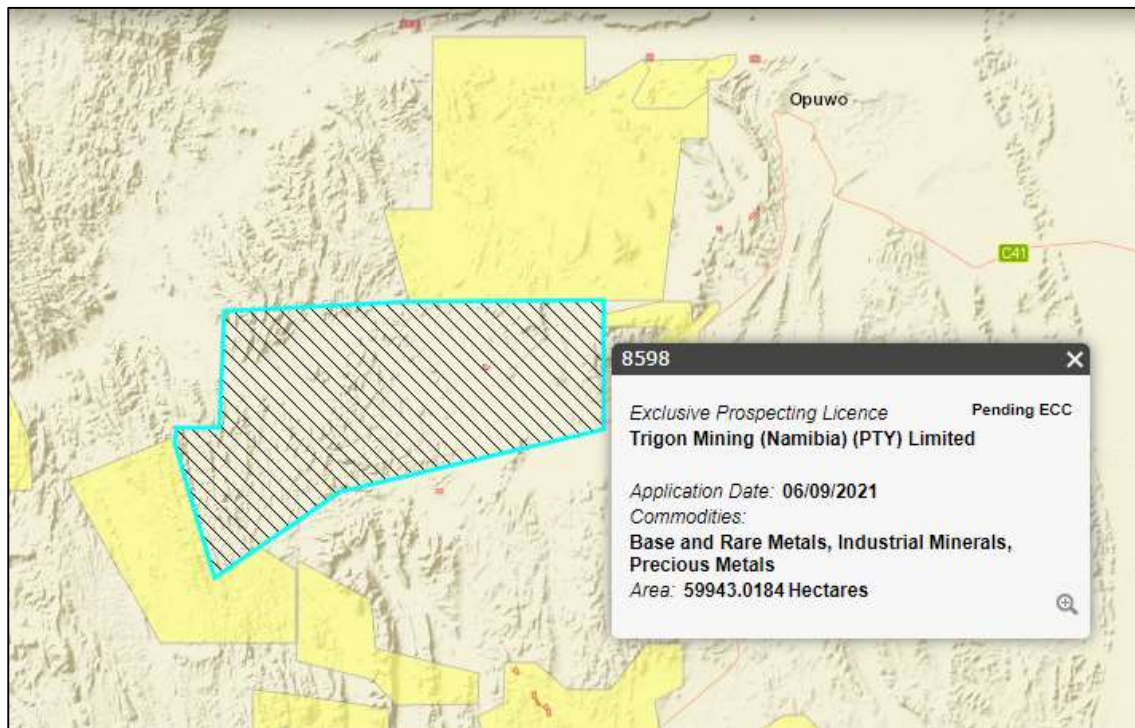 Opuwo
C41
8598
Exclusive Prospecting Licence Pending ECC
Trigon Mining (Namibia) (PTY) Limited
Application Date: 06/09/2021
Commodities:
Base and Rare Metals, Industrial Minerals,
Precious Metals
Area: 59943.0184 Hectares